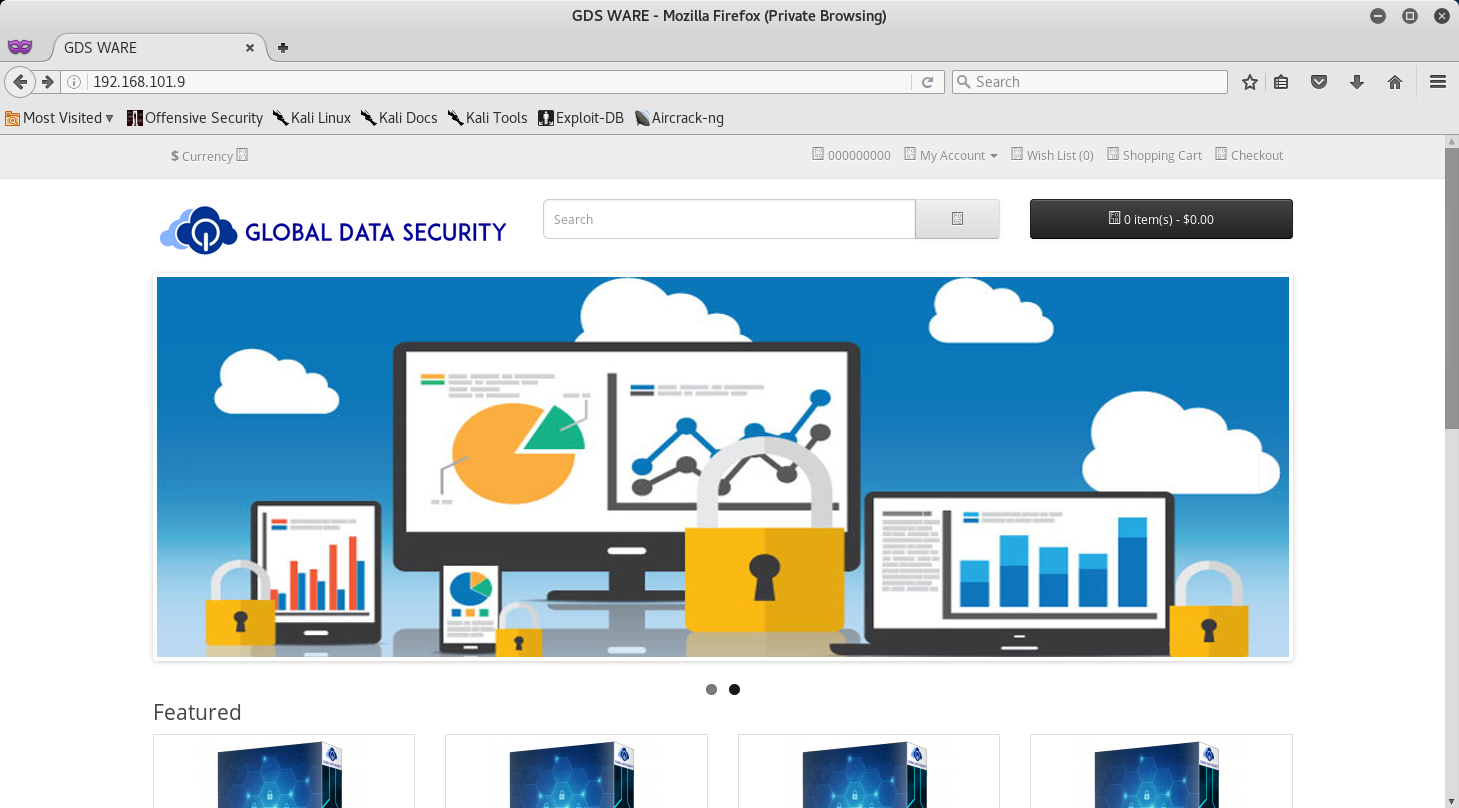 GDS WARE - Mozilla Firefox (Private Browsing)
GDS WARE
192.168.101.9
Search
Most Visited Offensive Security Kali Linux Kali Docs Kali Tools Exploit-DB Aircrack-ng
$ Currency 000000000 My Account Wish List (0) Shopping Cart Checkout
GLOBAL DATA SECURITY
Search
0 item(s) - $0.00
Featured